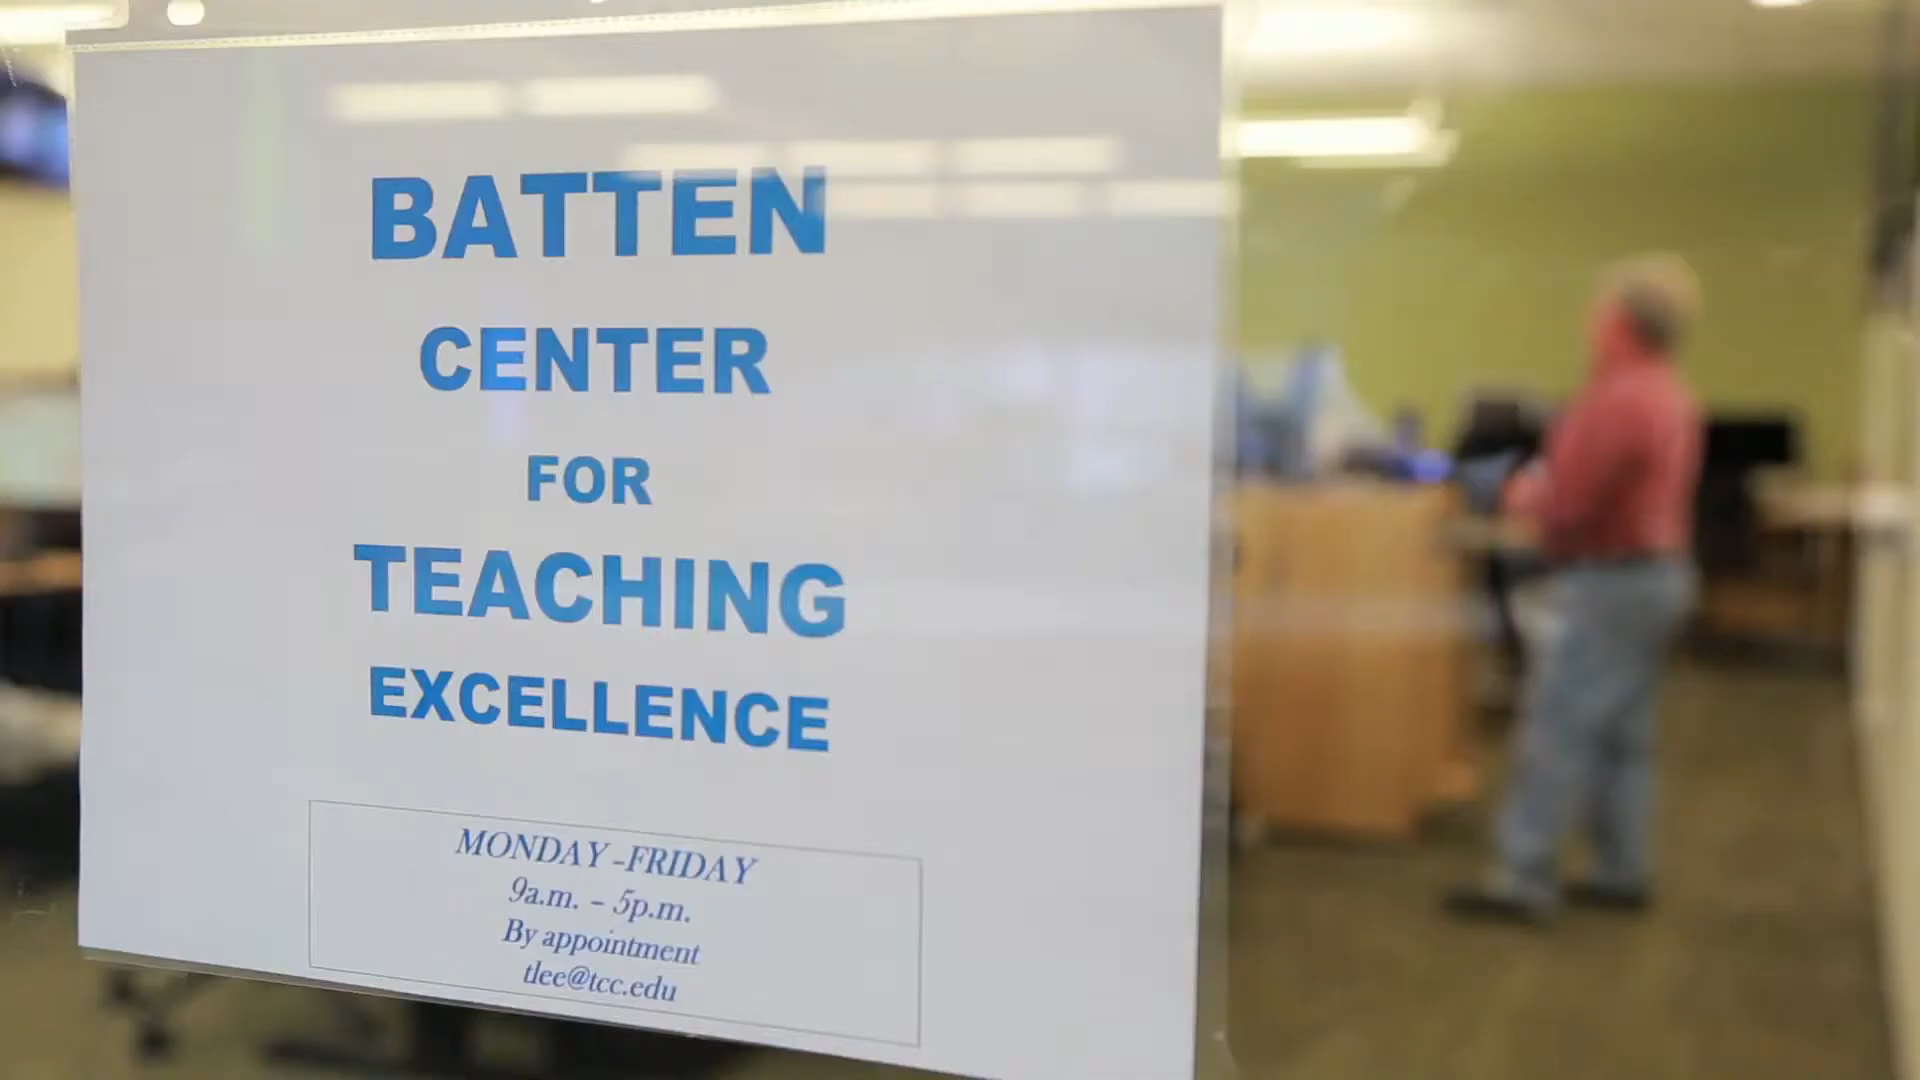 BATTEN
CENTER
FOR
TEACHING
EXCELLENCE
MONDAY -FRIDAY
9a.m. - 5p.m.
By appointment
tlee@tcc.edu